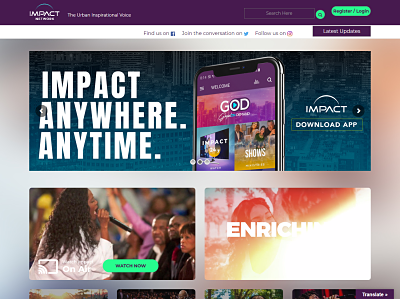 IMPACT
NETWORK
The Urban Inspirational Voice
Search Here
Register / Login
Find us on
Join the conversation on
Follow us on
Latest Updates
IMPACT
ANYWHERE.
ANYTIME.
WELCOME
GOD
IMPACT
SHOWS
IMPACT
DOWNLOAD APP
On Air
WATCH NOW
ENRICHI
Translate »